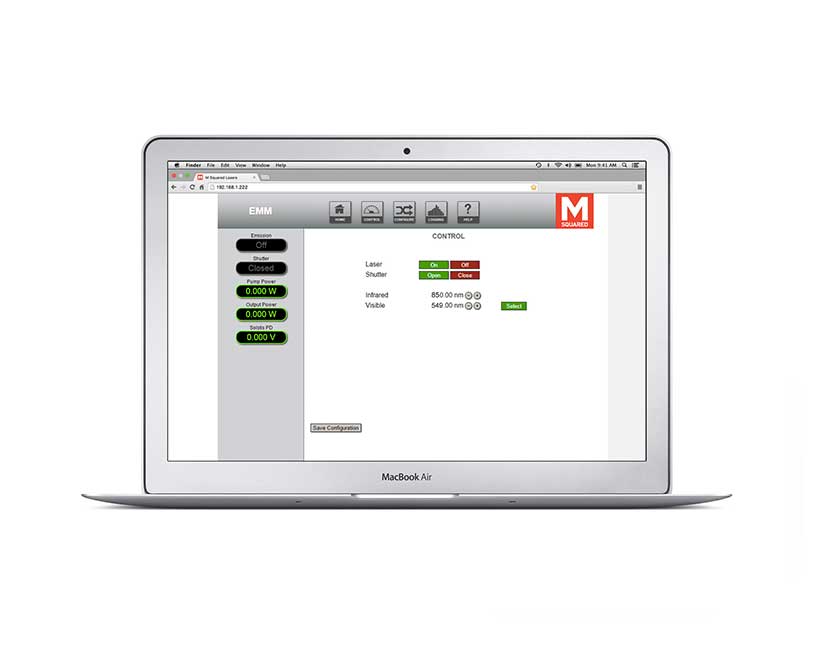 Finder File Edit View Window Help Mon 9:41 AM
M Squared Lasers
192.168.1.222
EMM
HOME CONTROL CONFIGURE LOGGING HELP
M
SQUARED
CONTROL
Emission
Off
Shutter
Closed
Pump Power
0.000 W
Output Power
0.000 W
Solstis PD
0.000 V
Laser On Off
Shutter Open Close
Infrared 850.00 nm - +
Visible 549.00 nm - + Select
Save Configuration
MacBook Air